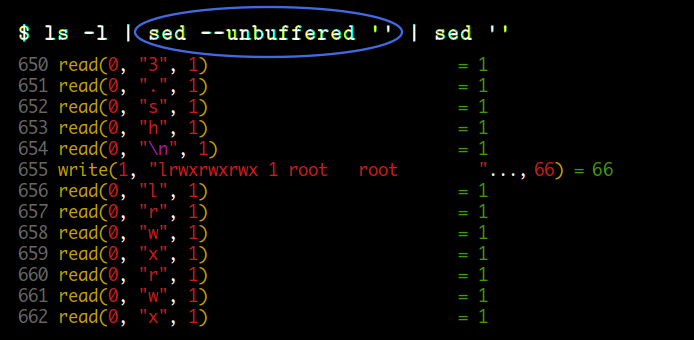 $ ls -l | sed --unbuffered '' | sed ''
650 read(0, "3", 1) = 1
651 read(0, ".", 1) = 1
652 read(0, "s", 1) = 1
653 read(0, "h", 1) = 1
654 read(0, "\n", 1) = 1
655 write(1, "lrwxrwxrwx 1 root   root        "..., 66) = 66
656 read(0, "l", 1) = 1
657 read(0, "r", 1) = 1
658 read(0, "w", 1) = 1
659 read(0, "x", 1) = 1
660 read(0, "r", 1) = 1
661 read(0, "w", 1) = 1
662 read(0, "x", 1) = 1